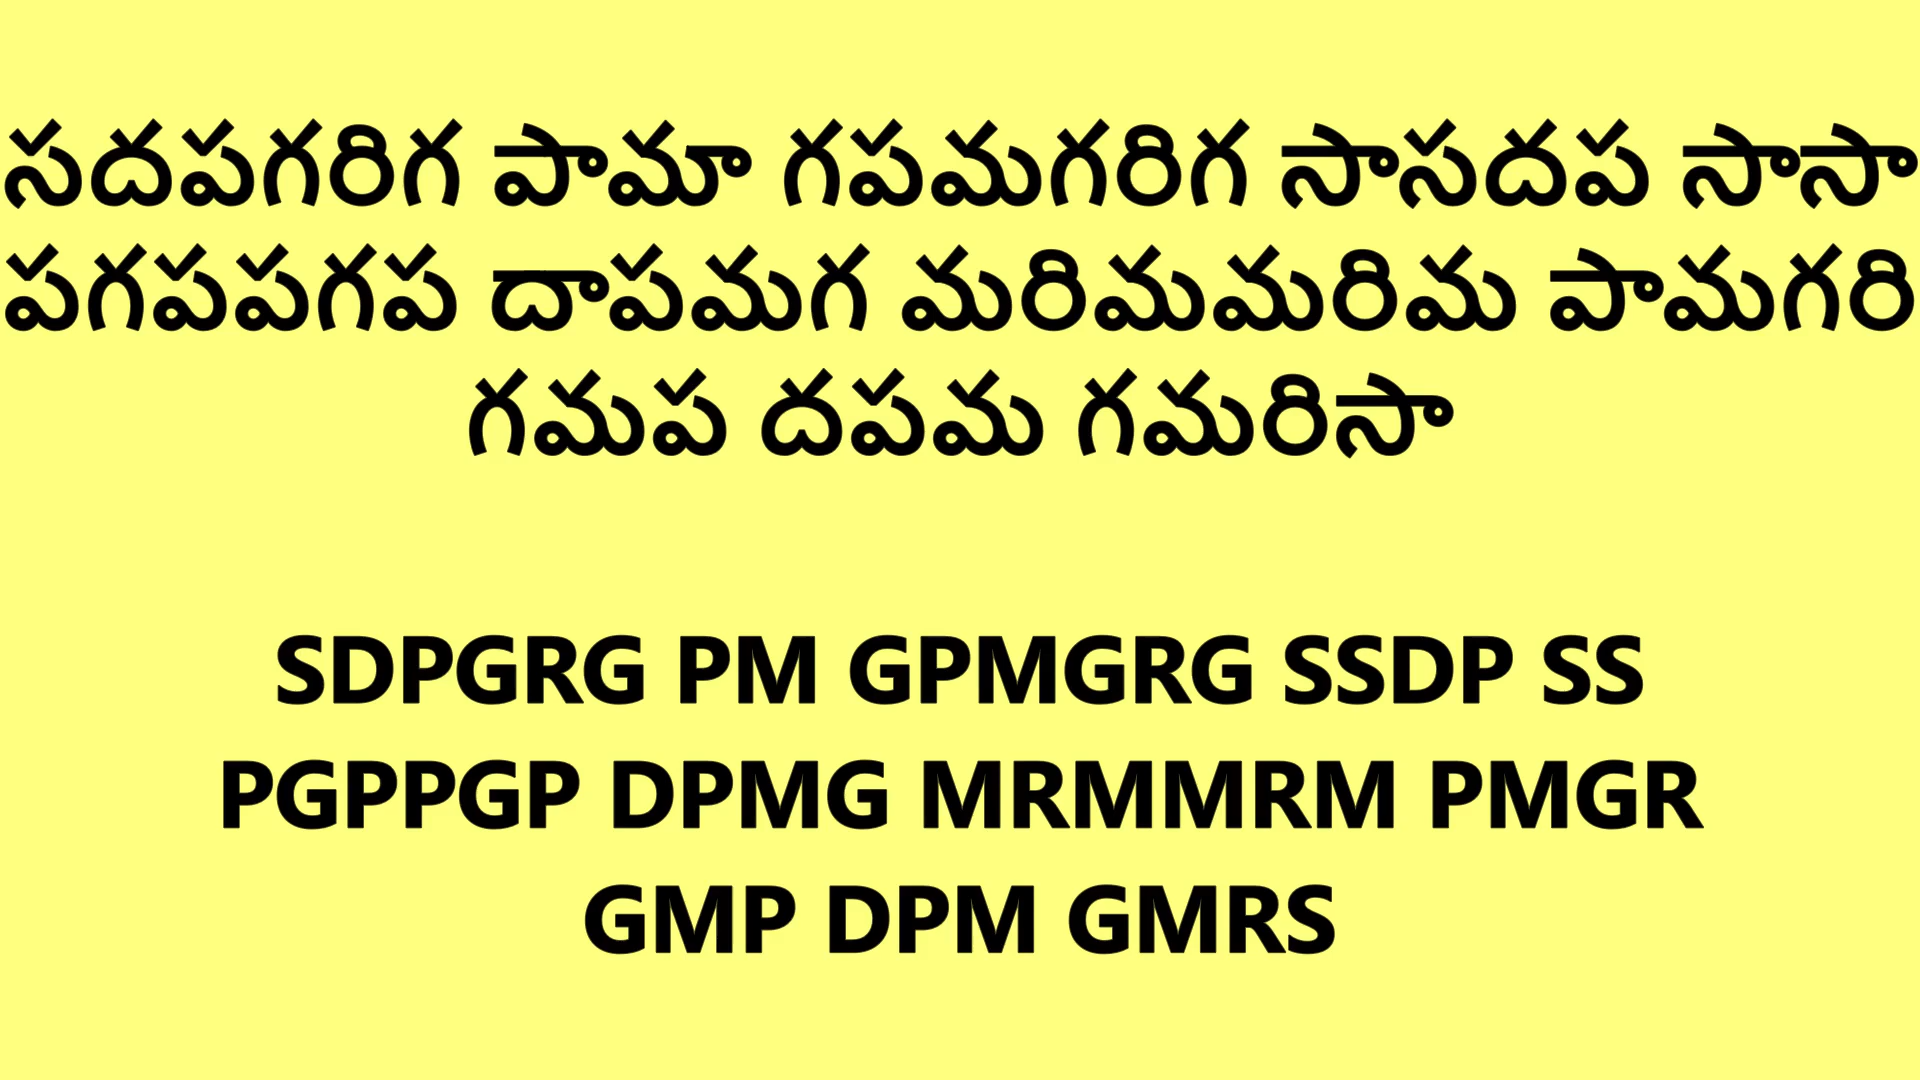 సదపగరిగ పామా గపమగరిగ సాసదప సాసా
పగపపగప దాపమగ మరిమమరిమ పామగరి
గమప దపమ గమరిసా
SDPGRG PM GPMGRG SSDP SS
PGPPGP DPMG MRMMRM PMGR
GMP DPM GMRS